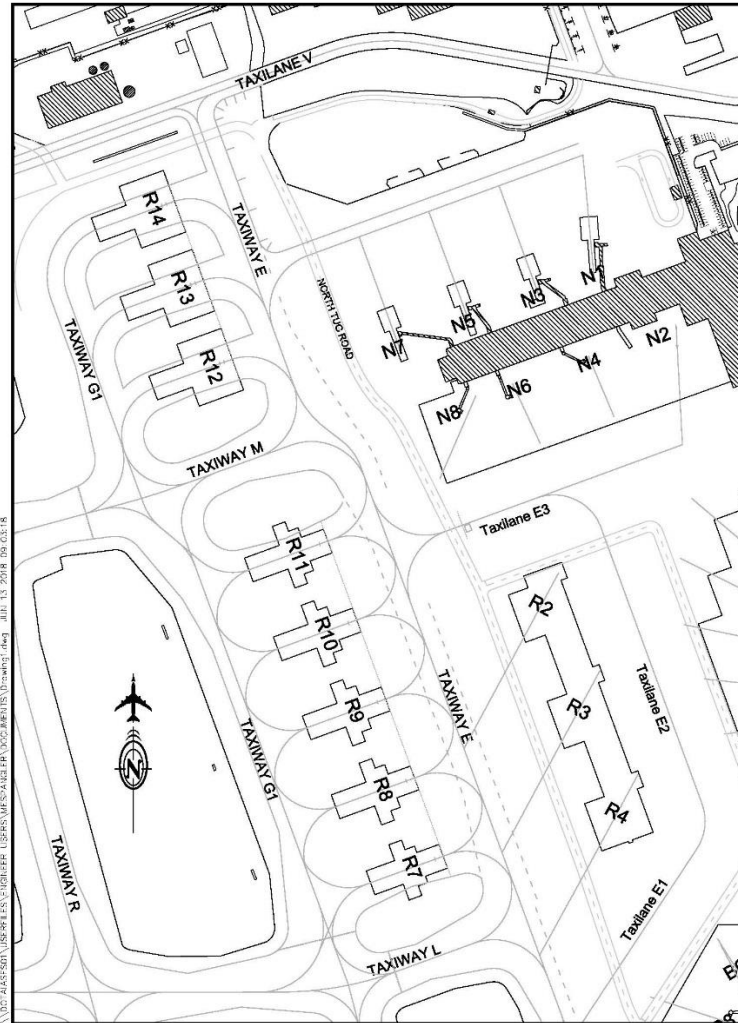 TAXILANE V
R14
TAXIWAY E
R13
NORTH TUG ROAD
N1
N3
N5
N7
N2
N4
N6
N8
TAXIWAY G1
R12
TAXIWAY M
Taxilane E3
R11
R2
R10
R3
Taxilane E2
TAXIWAY E
R9
TAXIWAY G1
R8
R4
N
R7
TAXIWAY R
TAXIWAY L
Taxilane E1